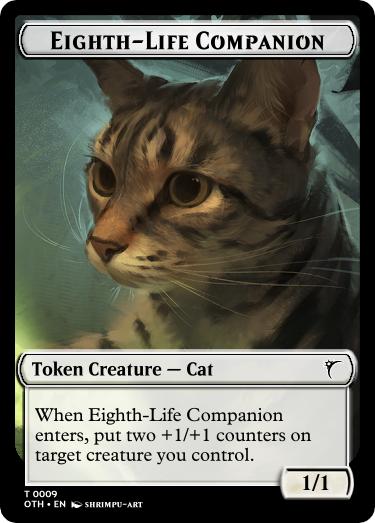 Eighth-Life Companion
Token Creature — Cat
When Eighth-Life Companion
enters, put two +1/+1 counters on
target creature you control.
1/1
T 0009
OTH • EN SHRIMPU-ART